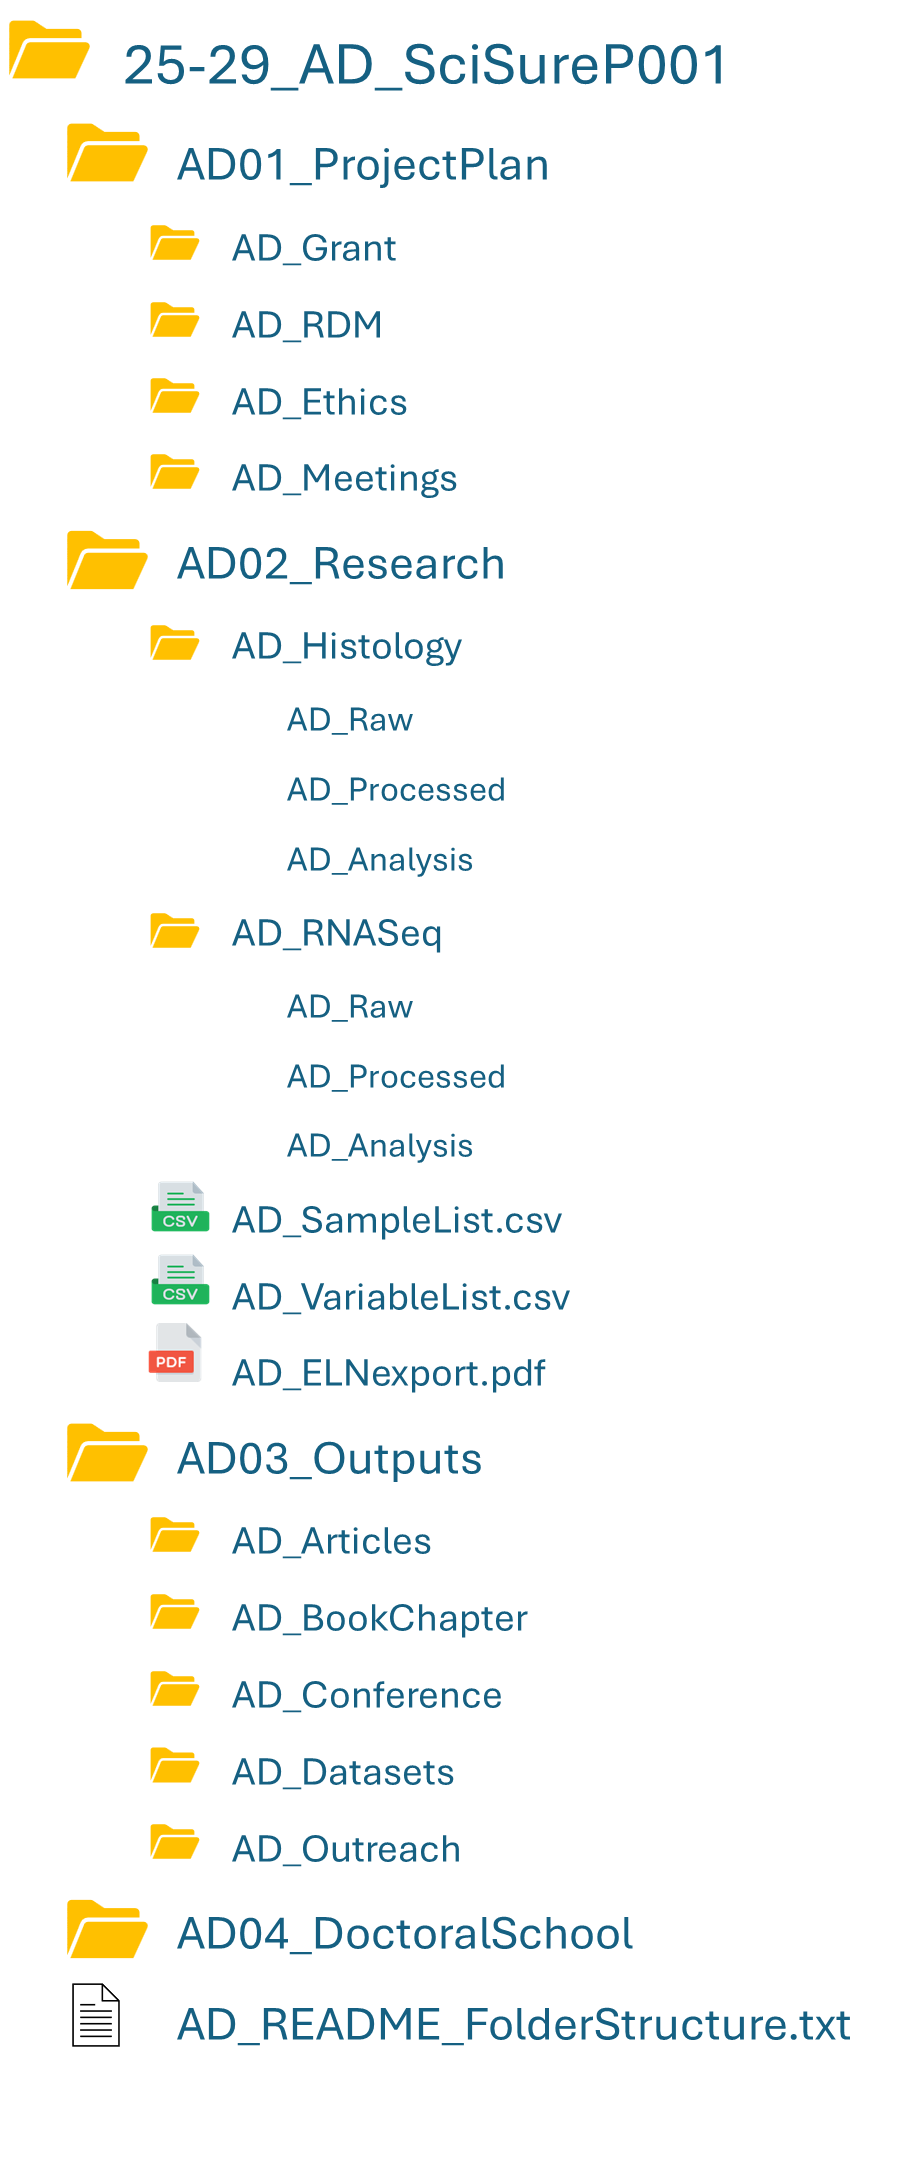 25-29_AD_SciSureP001
AD01_ProjectPlan
AD_Grant
AD_RDM
AD_Ethics
AD_Meetings
AD02_Research
AD_Histology
AD_Raw
AD_Processed
AD_Analysis
AD_RNASeq
AD_Raw
AD_Processed
AD_Analysis
CSV AD_SampleList.csv
CSV AD_VariableList.csv
PDF AD_ELNexport.pdf
AD03_Outputs
AD_Articles
AD_BookChapter
AD_Conference
AD_Datasets
AD_Outreach
AD04_DoctoralSchool
AD_README_FolderStructure.txt